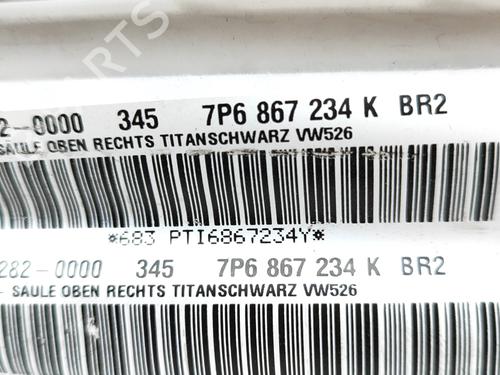 PARTS
2-0000 345 7P6 867 234 K BR2
SAULE OBEN RECHTS TITANSCHWARZ VW526
*683 PTI6867234Y*
282-0000 345 7P6 867 234 K BR2
- SAULE OBEN RECHTS TITANSCHWARZ VW526